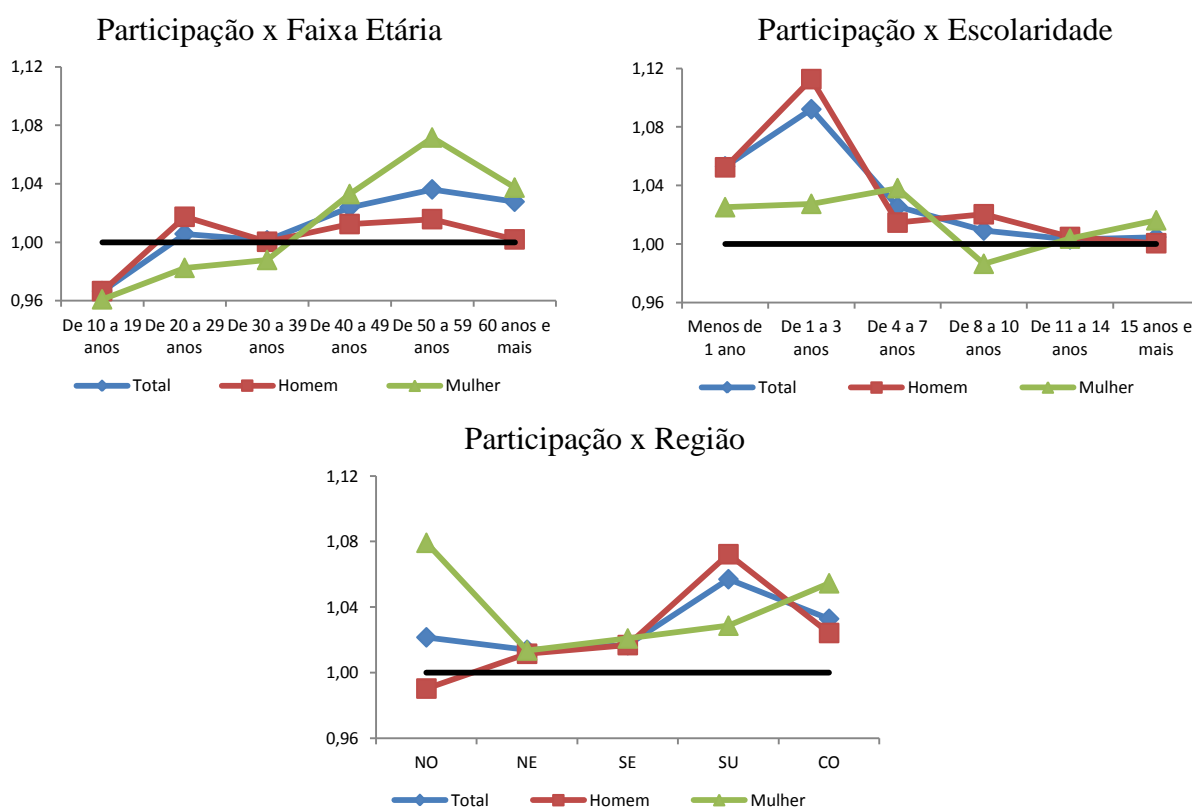 Participação x Faixa Etária
1,12
1,08
1,04
1,00
0,96
De 10 a 19 De 20 a 29 De 30 a 39 De 40 a 49 De 50 a 59 60 anos e
anos anos anos anos anos mais
Total Homem Mulher
Participação x Escolaridade
1,12
1,08
1,04
1,00
0,96
Menos de De 1 a 3 De 4 a 7 De 8 a 10 De 11 a 14 15 anos e
1 ano anos anos anos anos mais
Total Homem Mulher
Participação x Região
1,12
1,08
1,04
1,00
0,96
NO NE SE SU CO
Total Homem Mulher